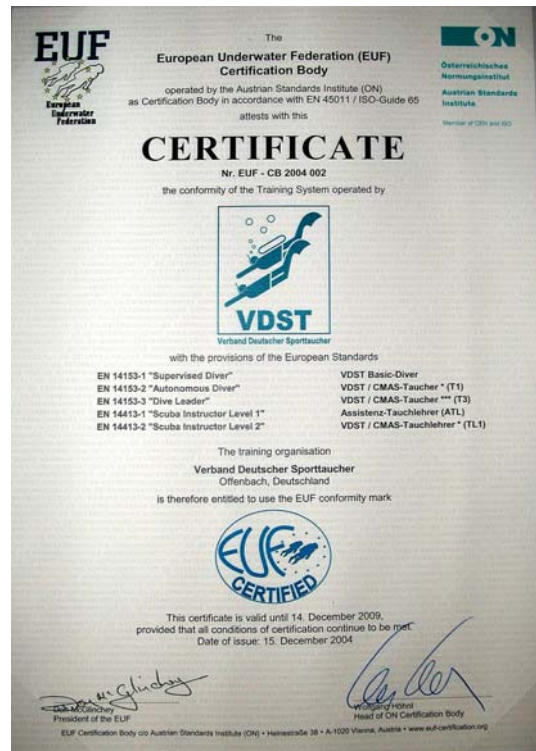 EUF
European
Underwater
Federation
The
European Underwater Federation (EUF)
Certification Body
operated by the Austrian Standards Institute (ON)
as Certification Body in accordance with EN 45011 / ISO-Guide 65
attests with this
ON
Österreichisches
Normungsinstitut
Austrian Standards
Institute
Member of CEN and ISO
CERTIFICATE
Nr. EUF - CB 2004 002
the conformity of the Training System operated by
VDST
Verband Deutscher Sporttaucher
with the provisions of the European Standards
EN 14153-1 "Supervised Diver" VDST Basic-Diver
EN 14153-2 "Autonomous Diver" VDST / CMAS-Taucher * (T1)
EN 14153-3 "Dive Leader" VDST / CMAS-Taucher *** (T3)
EN 14413-1 "Scuba Instructor Level 1" Assistenz-Tauchlehrer (ATL)
EN 14413-2 "Scuba Instructor Level 2" VDST / CMAS-Tauchlehrer * (TL1)
The training organisation
Verband Deutscher Sporttaucher
Offenbach, Deutschland
is therefore entitled to use the EUF conformity mark
EUF
CERTIFIED
This certificate is valid until 14. December 2009,
provided that all conditions of certification continue to be met.
Date of issue: 15. December 2004
Don McGlinchey
Don McGlinchey
President of the EUF
Wolfgang Höhnl
Head of ON Certification Body
EUF Certification Body c/o Austrian Standards Institute (ON) • Heinestraße 38 • A-1020 Vienna, Austria • www.euf-certification.org